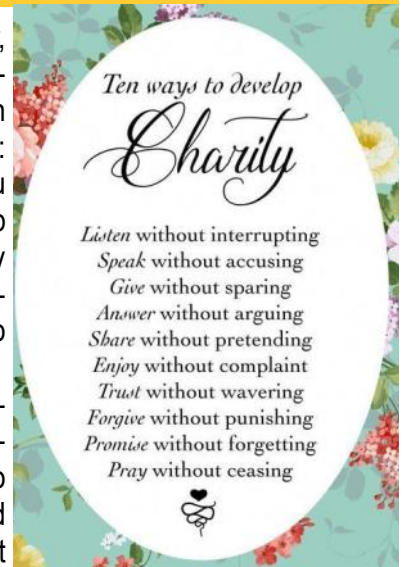 Ten ways to develop
Charity
Listen without interrupting
Speak without accusing
Give without sparing
Answer without arguing
Share without pretending
Enjoy without complaint
Trust without wavering
Forgive without punishing
Promise without forgetting
Pray without ceasing